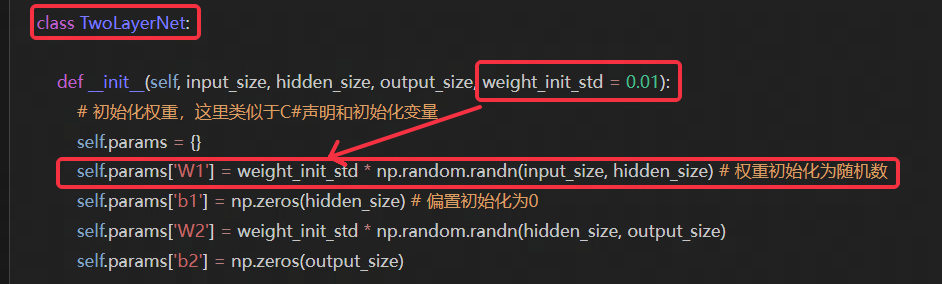 class TwoLayerNet:
def __init__(self, input_size, hidden_size, output_size, weight_init_std = 0.01):
# 初始化权重，这里类似于C#声明和初始化变量
self.params = {}
self.params['W1'] = weight_init_std * np.random.randn(input_size, hidden_size) # 权重初始化为随机数
self.params['b1'] = np.zeros(hidden_size) # 偏置初始化为0
self.params['W2'] = weight_init_std * np.random.randn(hidden_size, output_size)
self.params['b2'] = np.zeros(output_size)